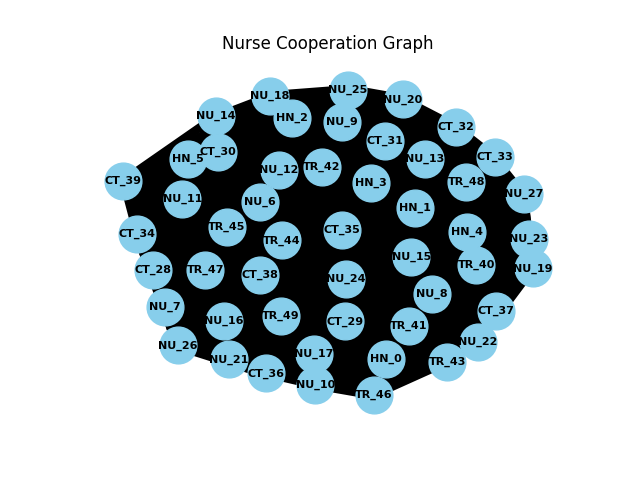 Nurse Cooperation Graph
NU_25
NU_18
NU_20
NU_14
HN_2
NU_9
CT_32
CT_31
CT_30
HN_5
NU_13
CT_33
NU_12
TR_42
CT_39
HN_3
TR_48
NU_27
NU_11
NU_6
HN_1
TR_45
CT_35
HN_4
CT_34
TR_44
NU_23
NU_15
TR_40
NU_19
CT_28
TR_47
CT_38
NU_24
NU_8
NU_7
CT_37
NU_16
TR_49
CT_29
TR_41
NU_22
NU_26
NU_17
NU_21
HN_0
TR_43
CT_36
NU_10
TR_46